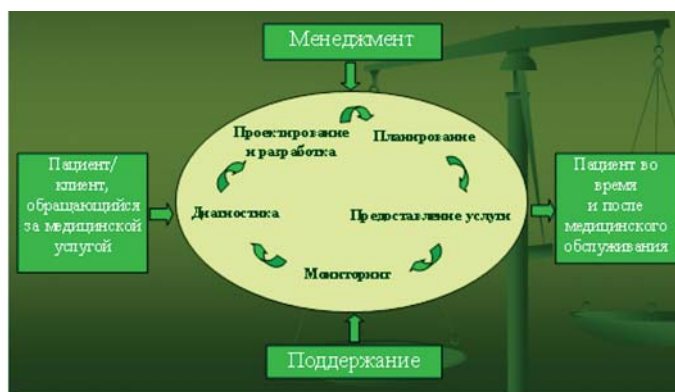 Менеджмент
Проектирование
и разработка
Планирование
Пациент/
клиент,
обращающийся
за медицинской
услугой
Диагностика
Предоставление услуги
Пациент во
время
и после
медицинского
обслуживания
Мониторинг
Поддержание